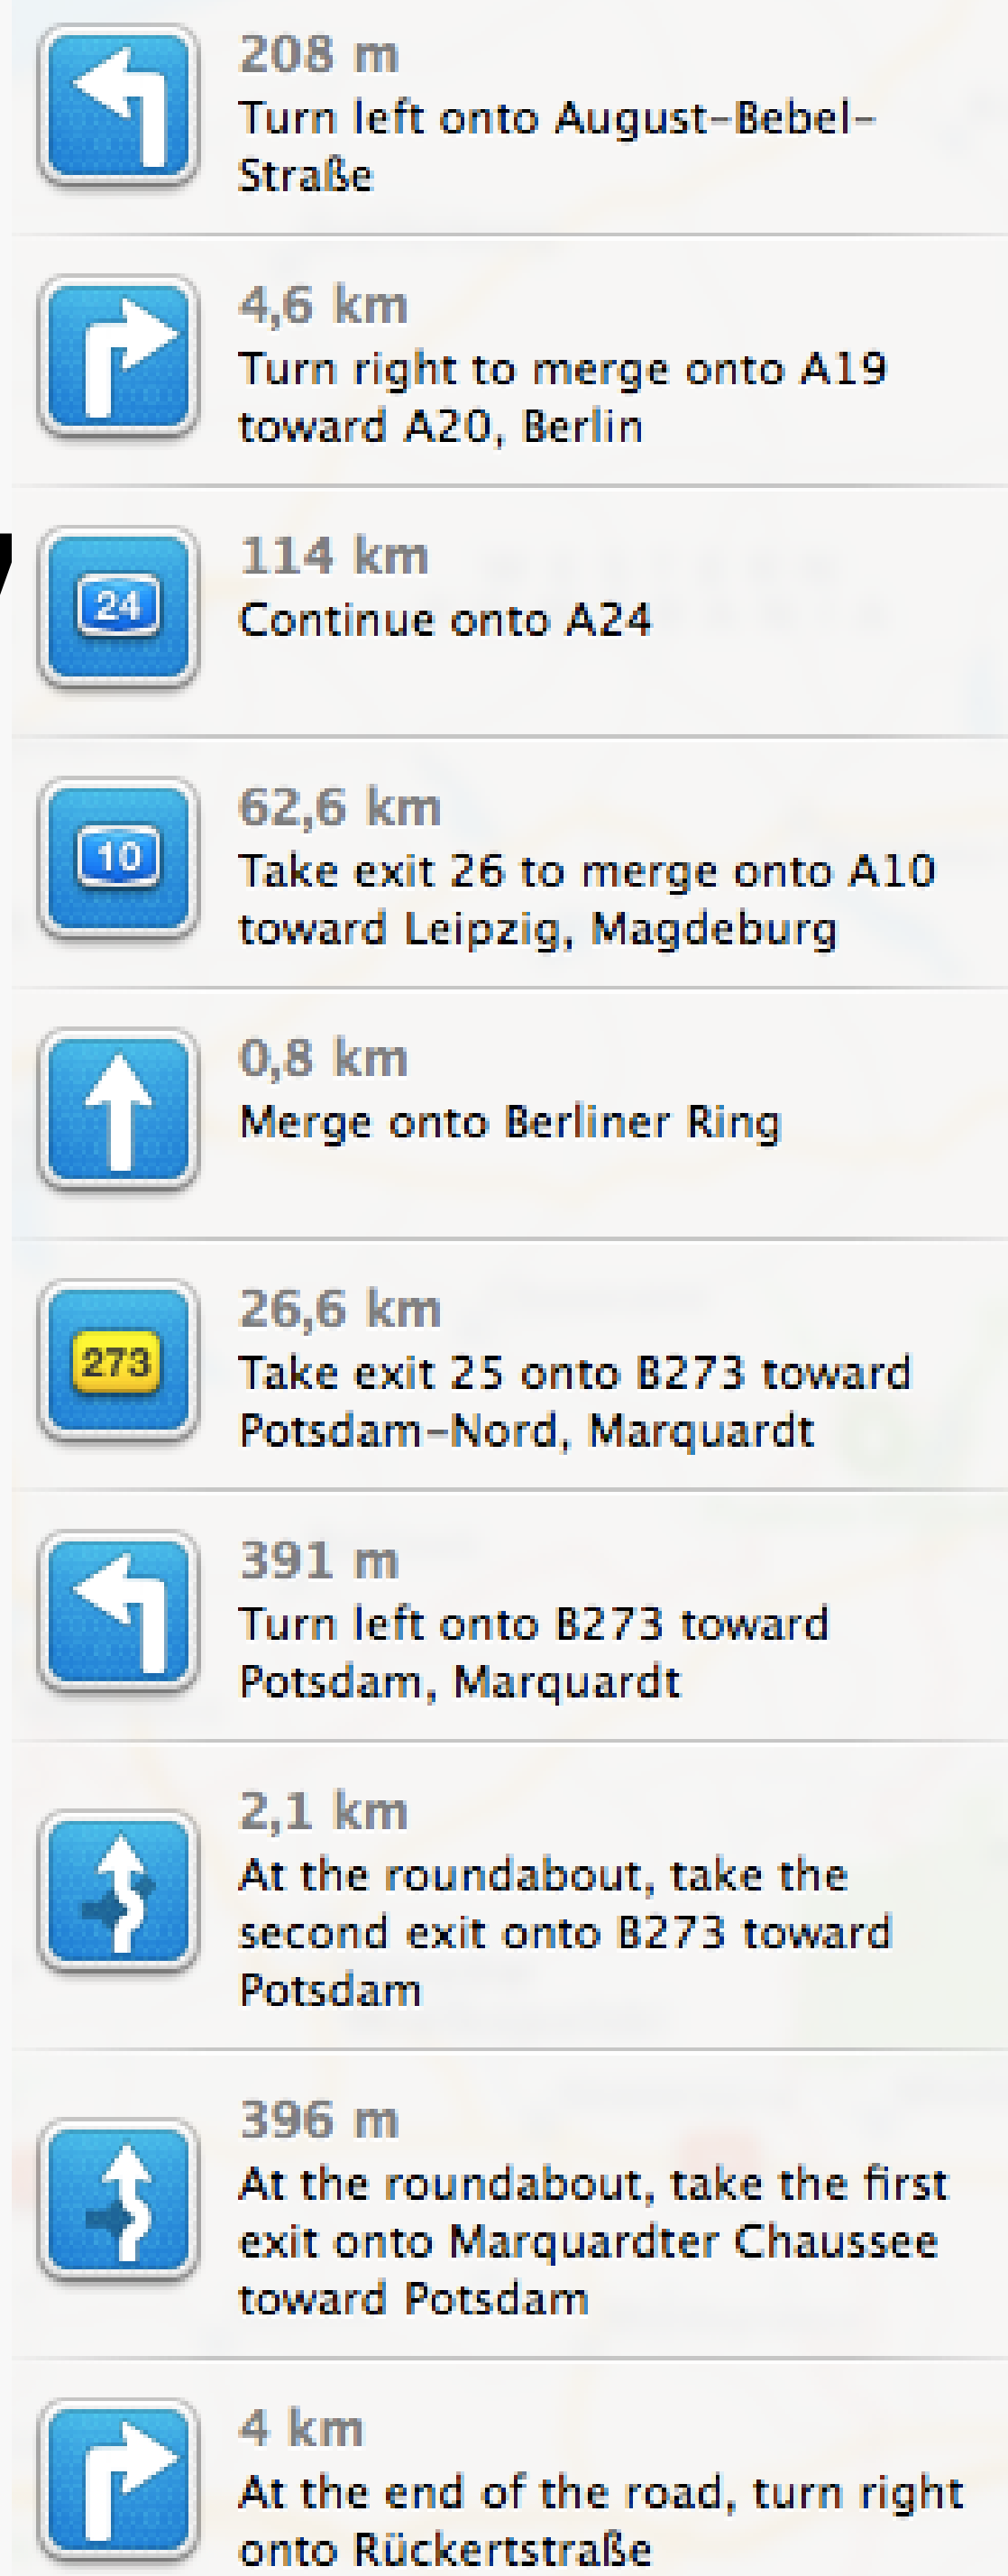 208 m
Turn left onto August-Bebel-
Straße
4,6 km
Turn right to merge onto A19
toward A20, Berlin
114 km
24
Continue onto A24
62,6 km
10
Take exit 26 to merge onto A10
toward Leipzig, Magdeburg
0,8 km
Merge onto Berliner Ring
26,6 km
273
Take exit 25 onto B273 toward
Potsdam-Nord, Marquardt
391 m
Turn left onto B273 toward
Potsdam, Marquardt
2,1 km
At the roundabout, take the
second exit onto B273 toward
Potsdam
396 m
At the roundabout, take the first
exit onto Marquardter Chaussee
toward Potsdam
4 km
At the end of the road, turn right
onto Rückertstraße